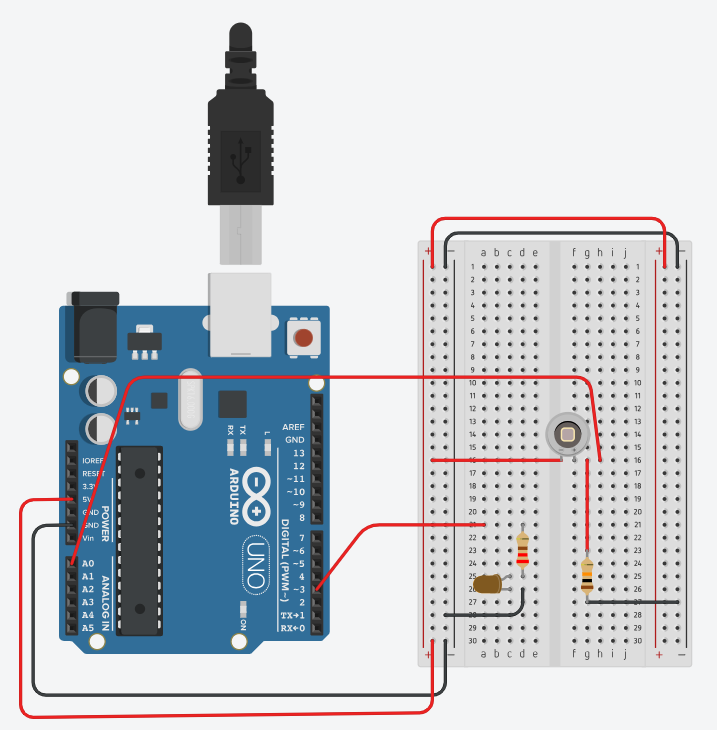 + − a b c d e f g h i j + −
1 1
2 2
3 3
4 4
5 5
6 6
7 7
8 8
9 9
10 10
11 11
12 12
13 13
14 14
15 15
16 16
17 17
18 18
19 19
20 20
21 21
22 22
23 23
24 24
25 25
26 26
27 27
28 28
29 29
30 30
+ − a b c d e f g h i j + −
RX TX L
AREF
GND
13
12
~11
~10
~9
8
7
~6
~5
4
~3
2
TX→1
RX←0
DIGITAL (PWM~)
ARDUINO
UNO
ON
IOREF
RESET
3.3V
5V
GND
GND
Vin
POWER
A0
A1
A2
A3
A4
A5
ANALOG IN